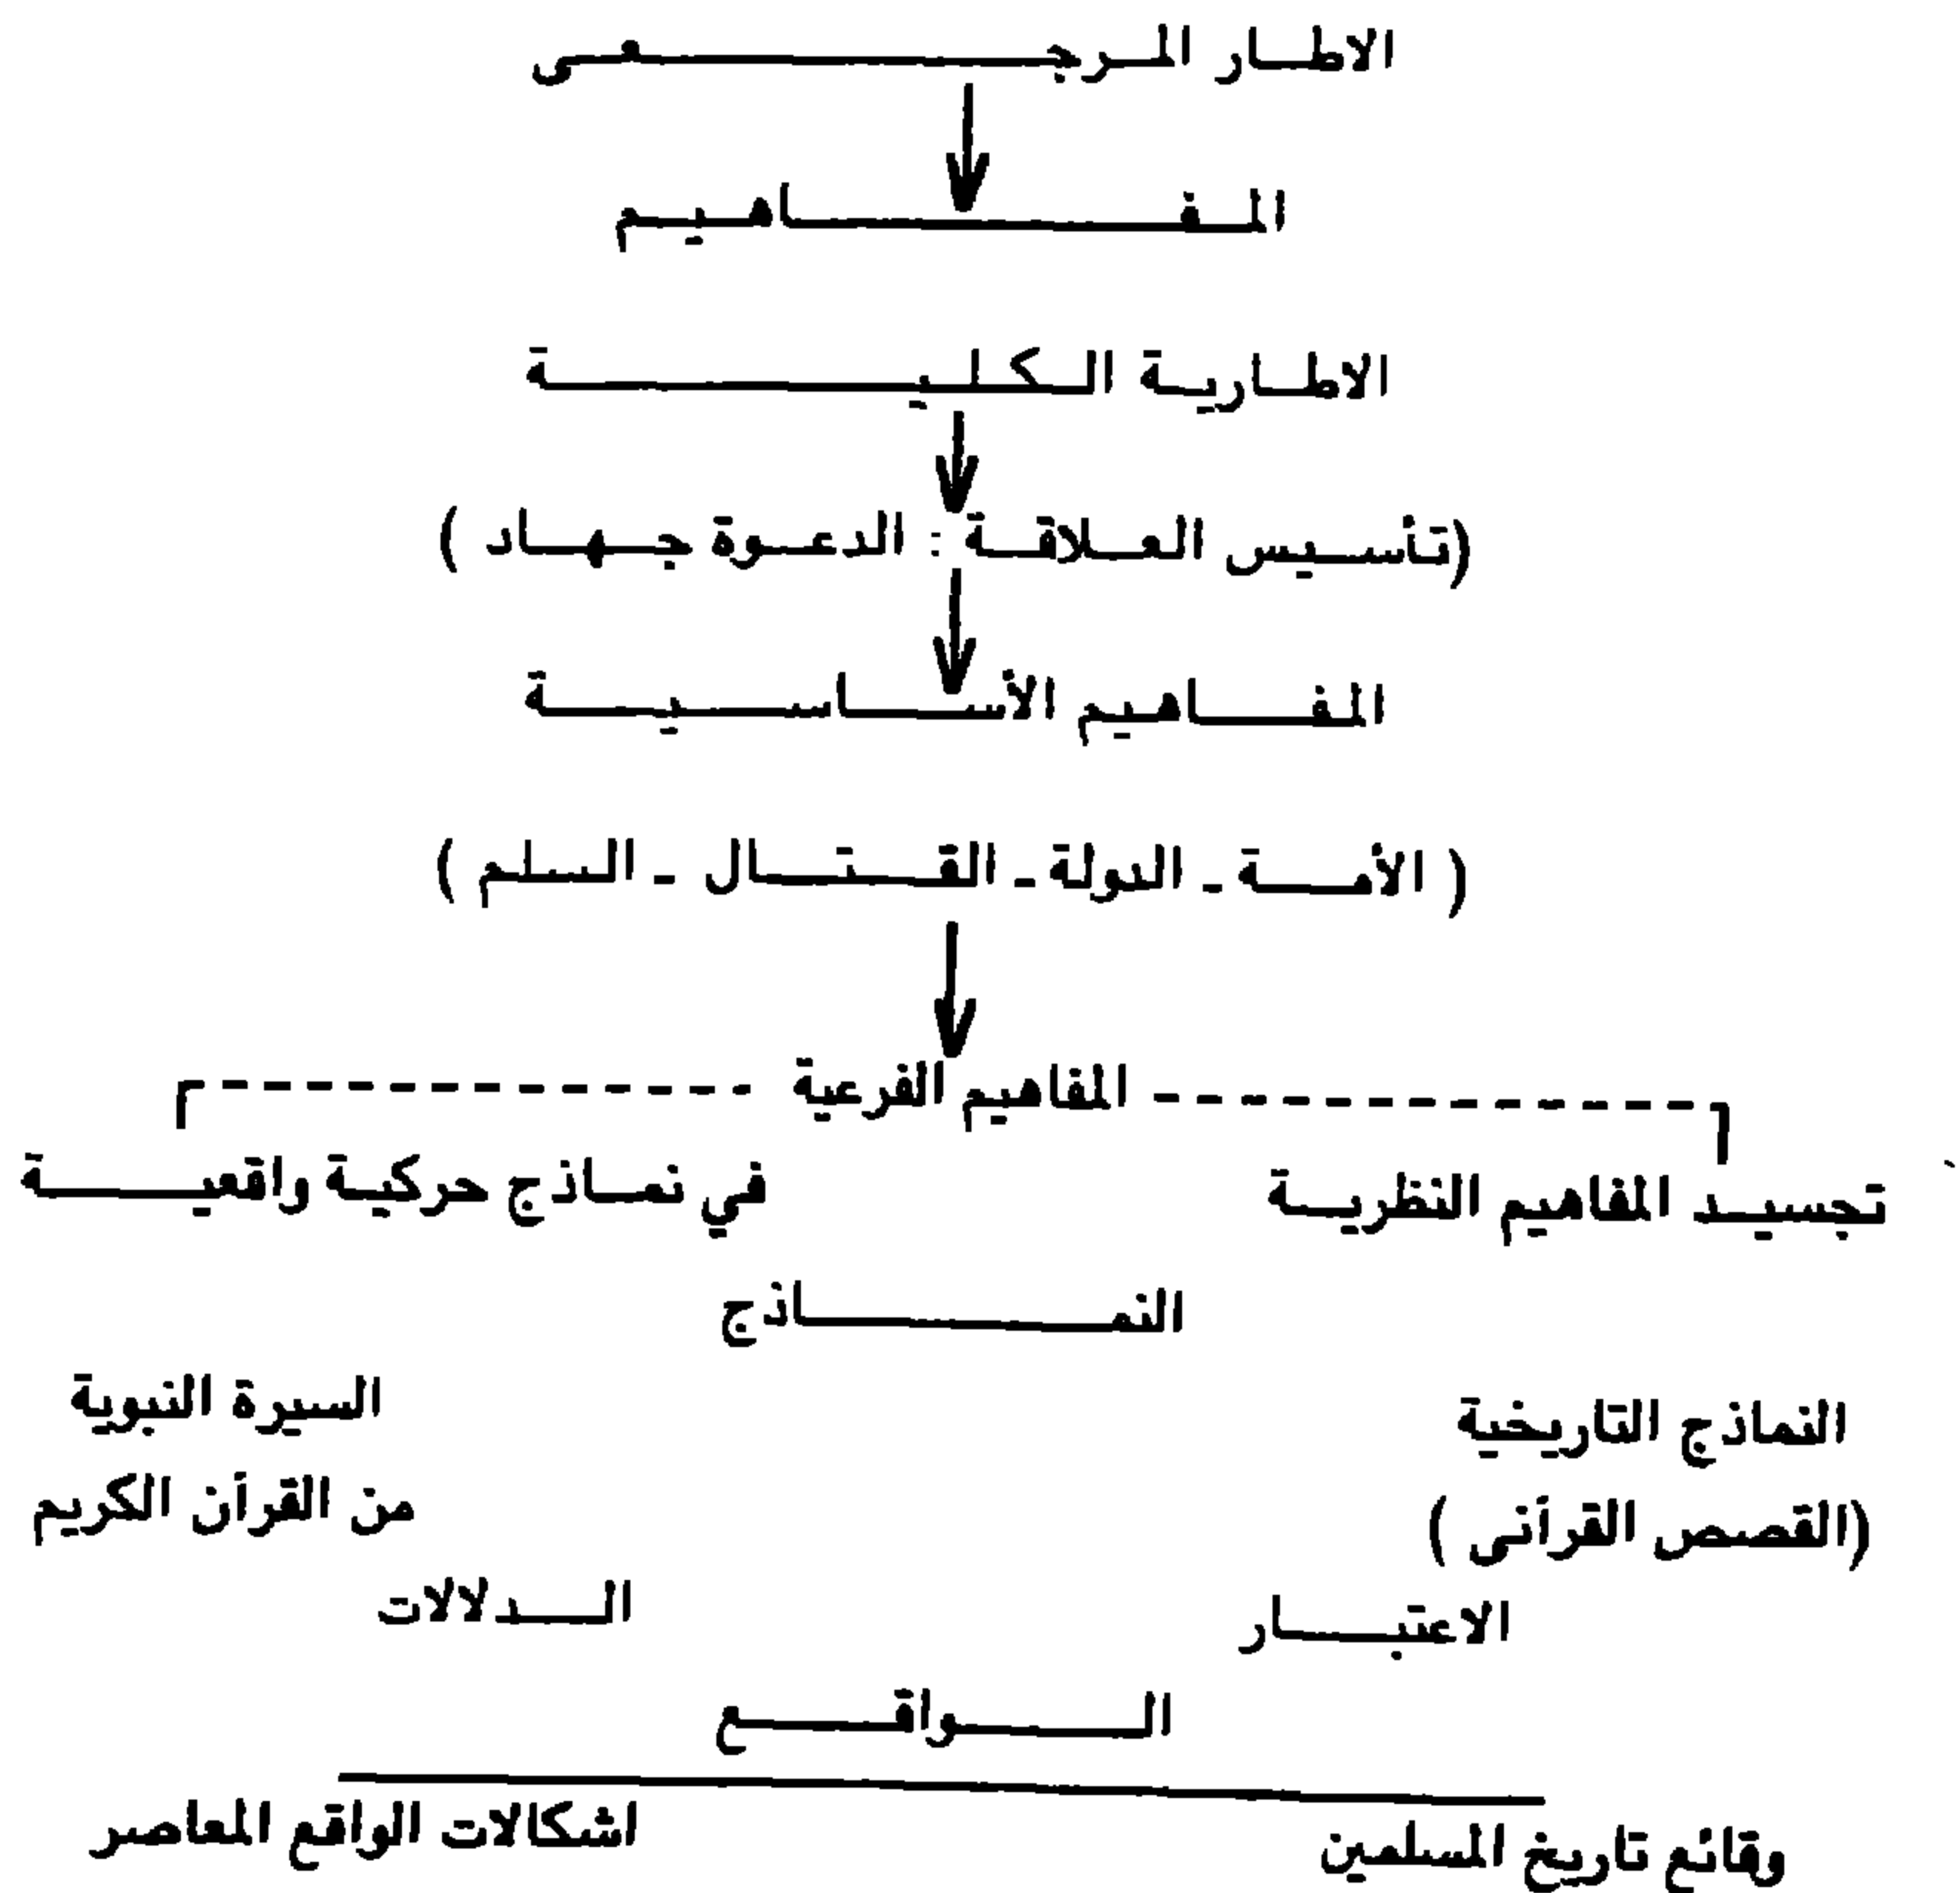 الاطار المرجعى
المفاهيم
الاطارية الكلية
(تأسيس العلاقة : الدعوة جهاد )
المفاهيم الأساسية
( الأمة - الدولة - القتال - السلم )
المفاهيم الفرعية
تجسيد المفاهيم النظرية في نماذج حركية واقعية
النماذج
النماذج التاريخية السيرة النبوية
(القصص القرآنى ) من القرآن الكريم
الاعتبار الدلالات
الواقع
وقائع تاريخ المسلمين اشكالات الواقع المعاصر